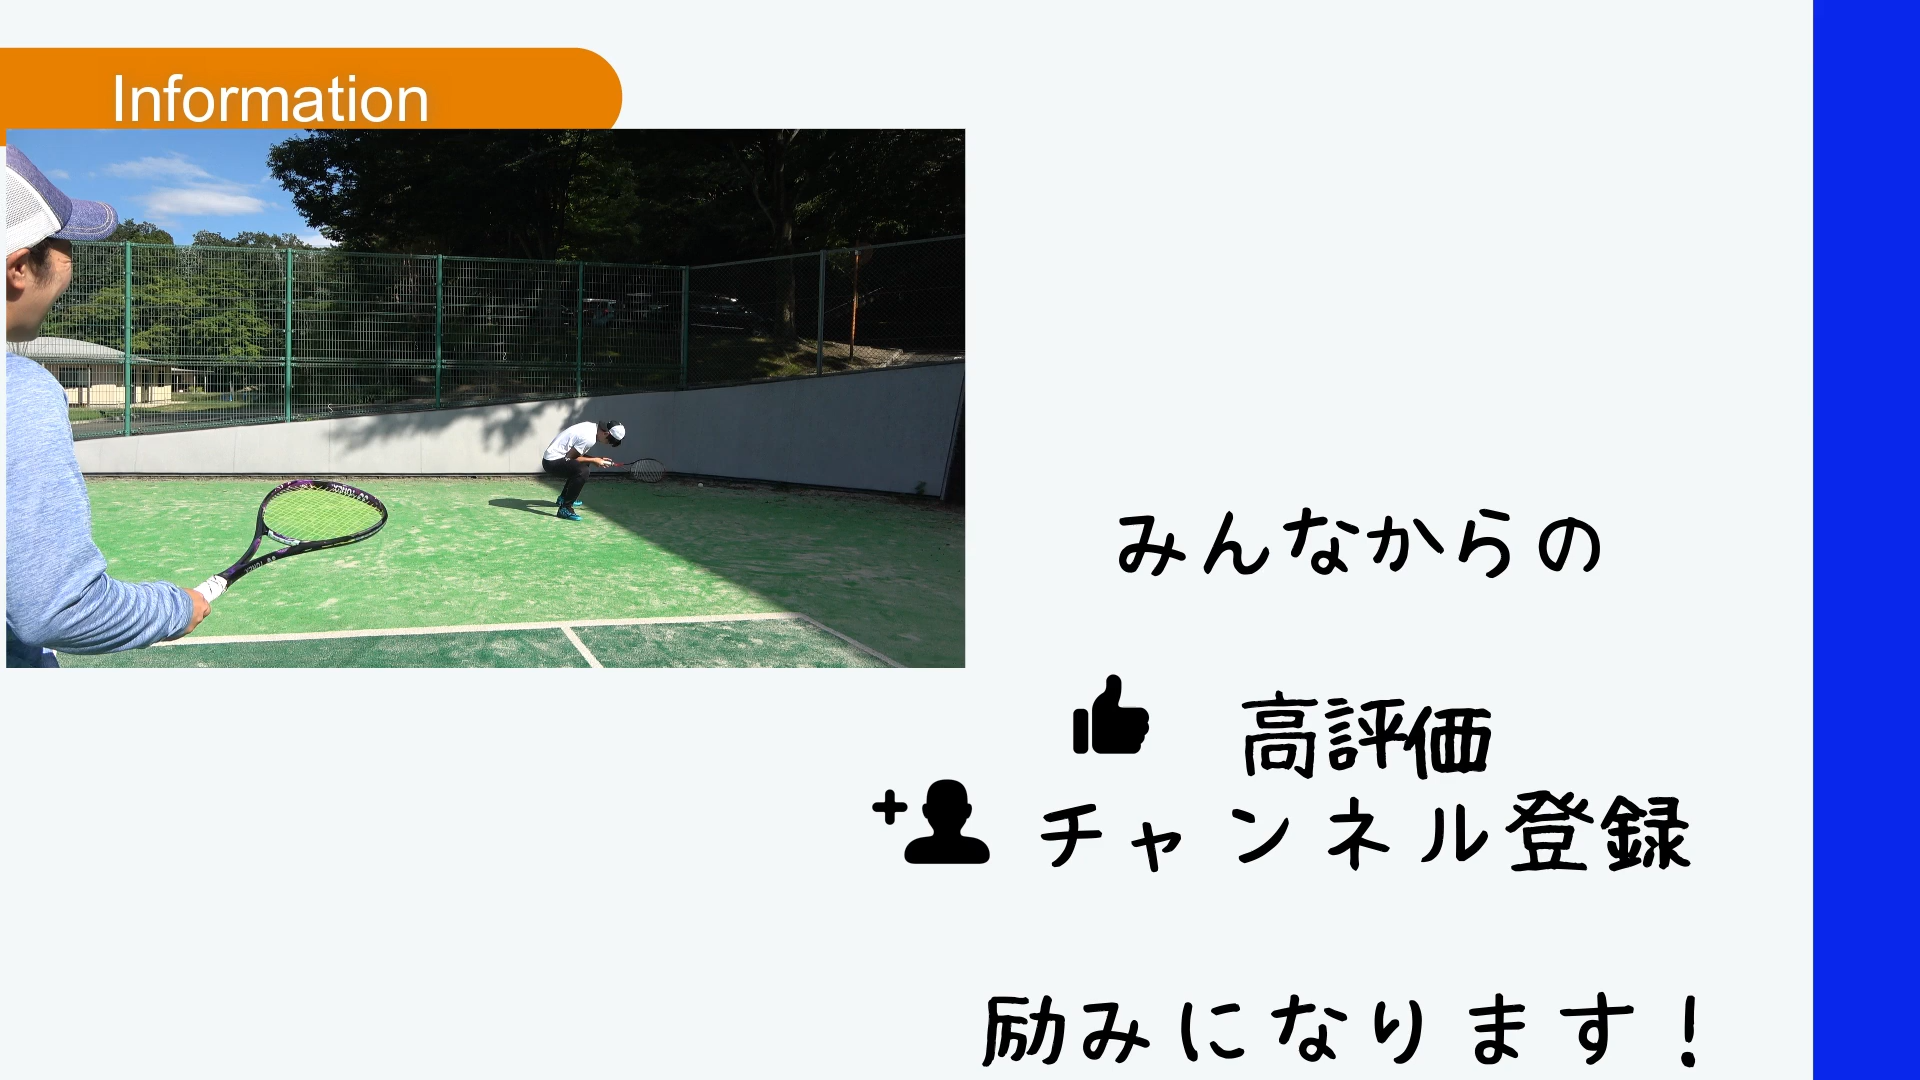 Information
みんなからの
高評価
チャンネル登録
励みになります！